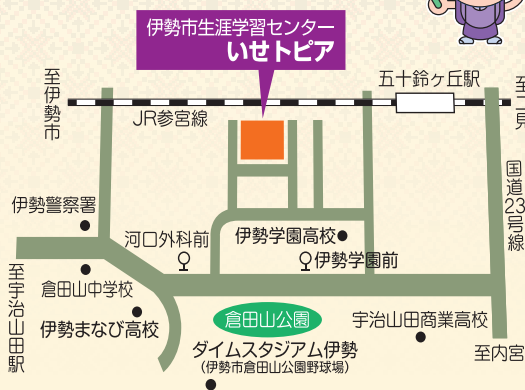 伊勢市生涯学習センター
いせトピア
至伊勢市
JR参宮線
五十鈴ヶ丘駅
国道23号線
伊勢警察署
河口外科前
伊勢学園高校
伊勢学園前
倉田山中学校
至宇治山田駅
伊勢まなび高校
倉田山公園
宇治山田商業高校
ダイムスタジアム伊勢
(伊勢市倉田山公園野球場)
至内宮